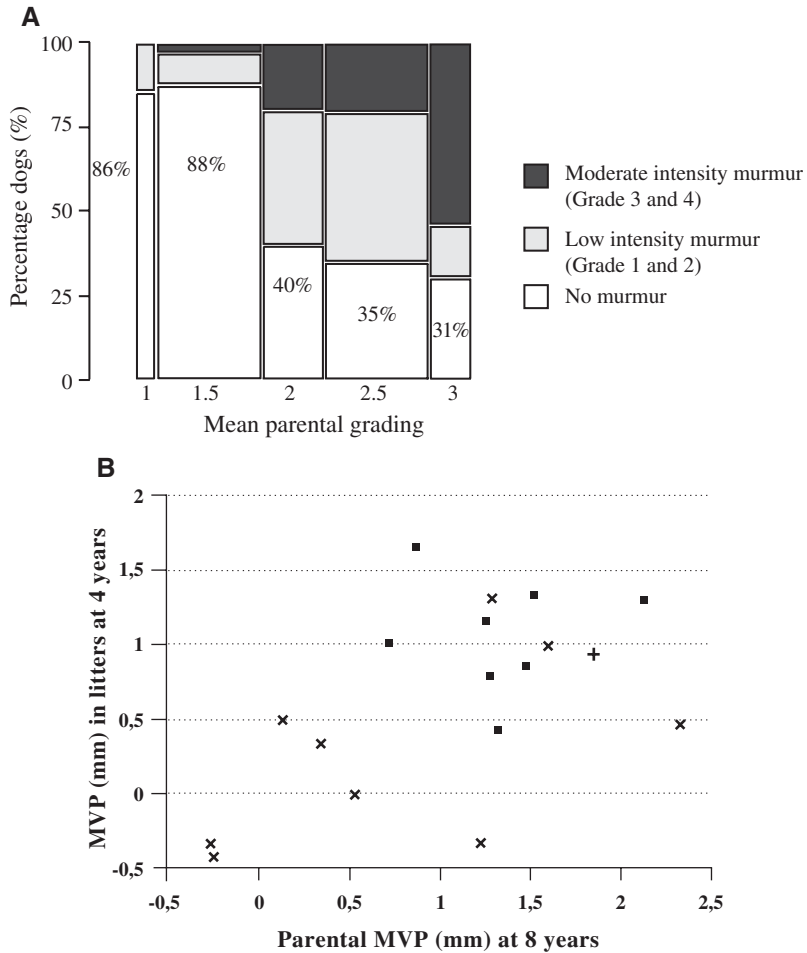 A
Percentage dogs (%)
100
75
50
25
0
86%
88%
40%
35%
31%
1 1.5 2 2.5 3
Mean parental grading
Moderate intensity murmur
(Grade 3 and 4)
Low intensity murmur
(Grade 1 and 2)
No murmur
B
MVP (mm) in litters at 4 years
2
1,5
1
0,5
0
-0,5
-0,5 0 0,5 1 1,5 2 2,5
Parental MVP (mm) at 8 years